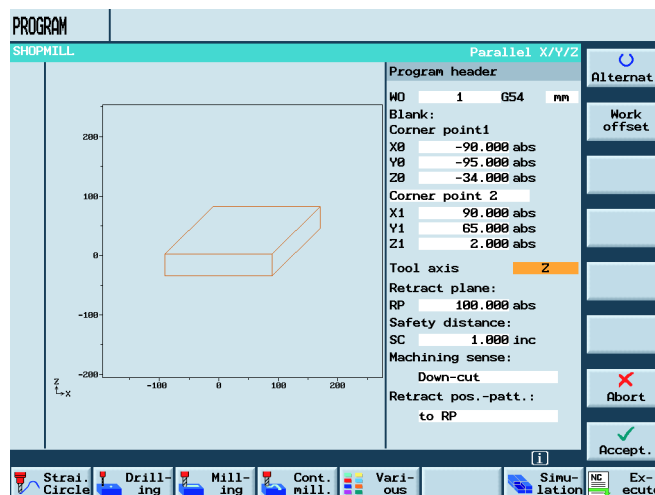 PROGRAM
SHOPMILL
Parallel X/Y/Z
Program header
WO 1 G54 mm
Blank:
Corner point1
X0 -90.000 abs
Y0 -95.000 abs
Z0 -34.000 abs
Corner point 2
X1 90.000 abs
Y1 65.000 abs
Z1 2.000 abs
Tool axis Z
Retract plane:
RP 100.000 abs
Safety distance:
SC 1.000 inc
Machining sense:
Down-cut
Retract pos.-patt.:
to RP
200
100
0
-100
-200
-100 0 100 200
Z
X
Alternat
Work
offset
Abort
Accept.
i
Strai.
Circle
Drill-
ing
Mill-
ing
Cont.
mill.
Vari-
ous
Simu-
lation
NC
Ex-
ecute